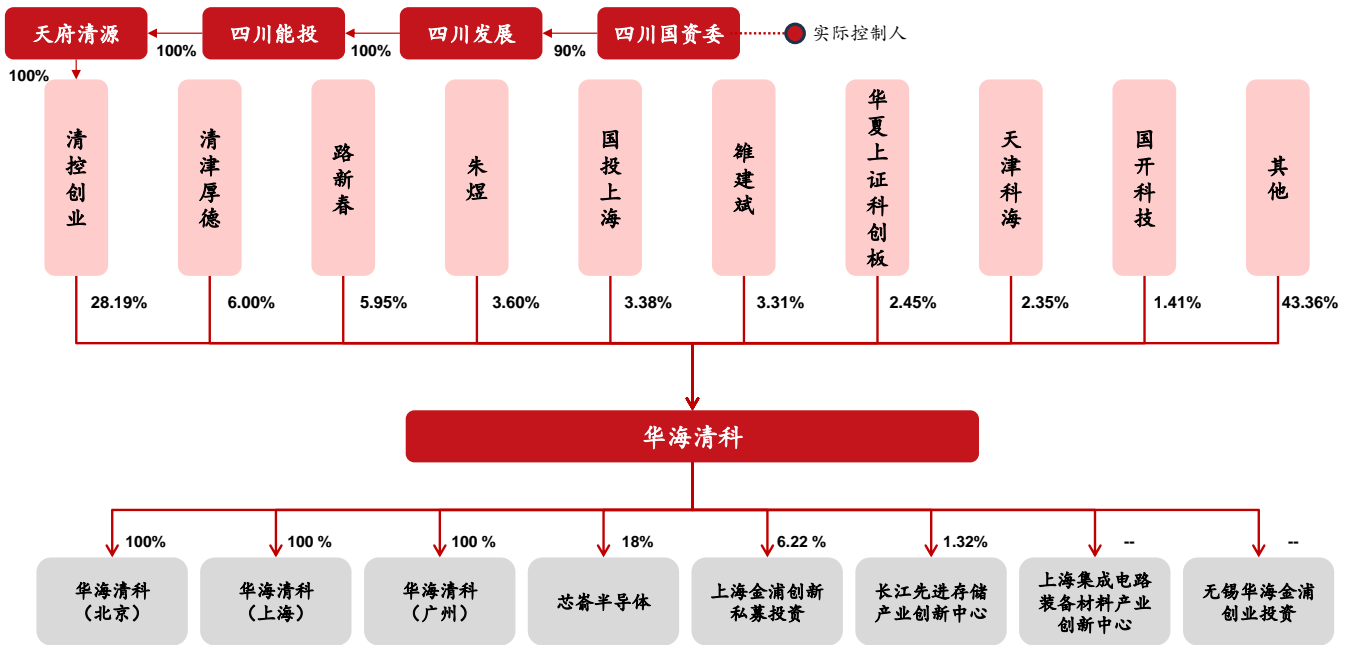 天府清源
四川能投
四川发展
四川国资委
实际控制人
100%
100%
90%
100%
清控创业
清津厚德
路新春
朱煜
国投上海
雒建斌
华夏上证科创板
天津科海
国开科技
其他
28.19%
6.00%
5.95%
3.60%
3.38%
3.31%
2.45%
2.35%
1.41%
43.36%
华海清科
100%
100 %
100 %
18%
6.22 %
1.32%
--
--
华海清科
（北京）
华海清科
（上海）
华海清科
（广州）
芯嵛半导体
上海金浦创新
私募投资
长江先进存储
产业创新中心
上海集成电路
装备材料产业
创新中心
无锡华海金浦
创业投资